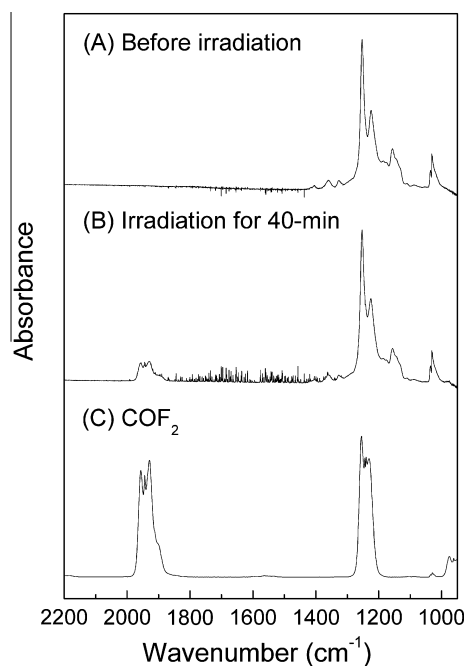 (A) Before irradiation
(B) Irradiation for 40-min
(C) COF₂
Absorbance
2200 2000 1800 1600 1400 1200 1000
Wavenumber (cm⁻¹)